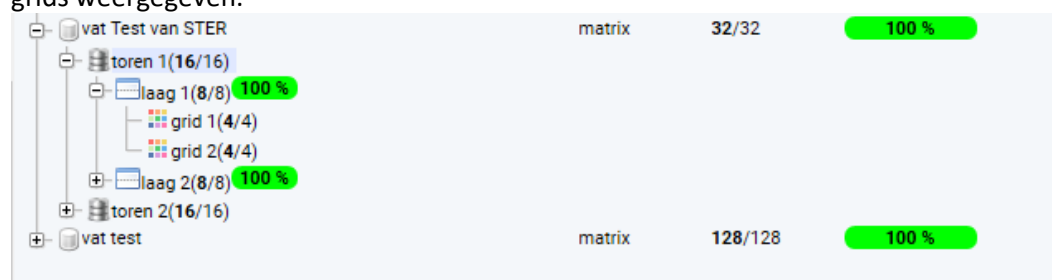 grids weergegeven.
vat Test van STER matrix 32/32 100 %
toren 1(16/16)
laag 1(8/8) 100 %
grid 1(4/4)
grid 2(4/4)
laag 2(8/8) 100 %
toren 2(16/16)
vat test matrix 128/128 100 %